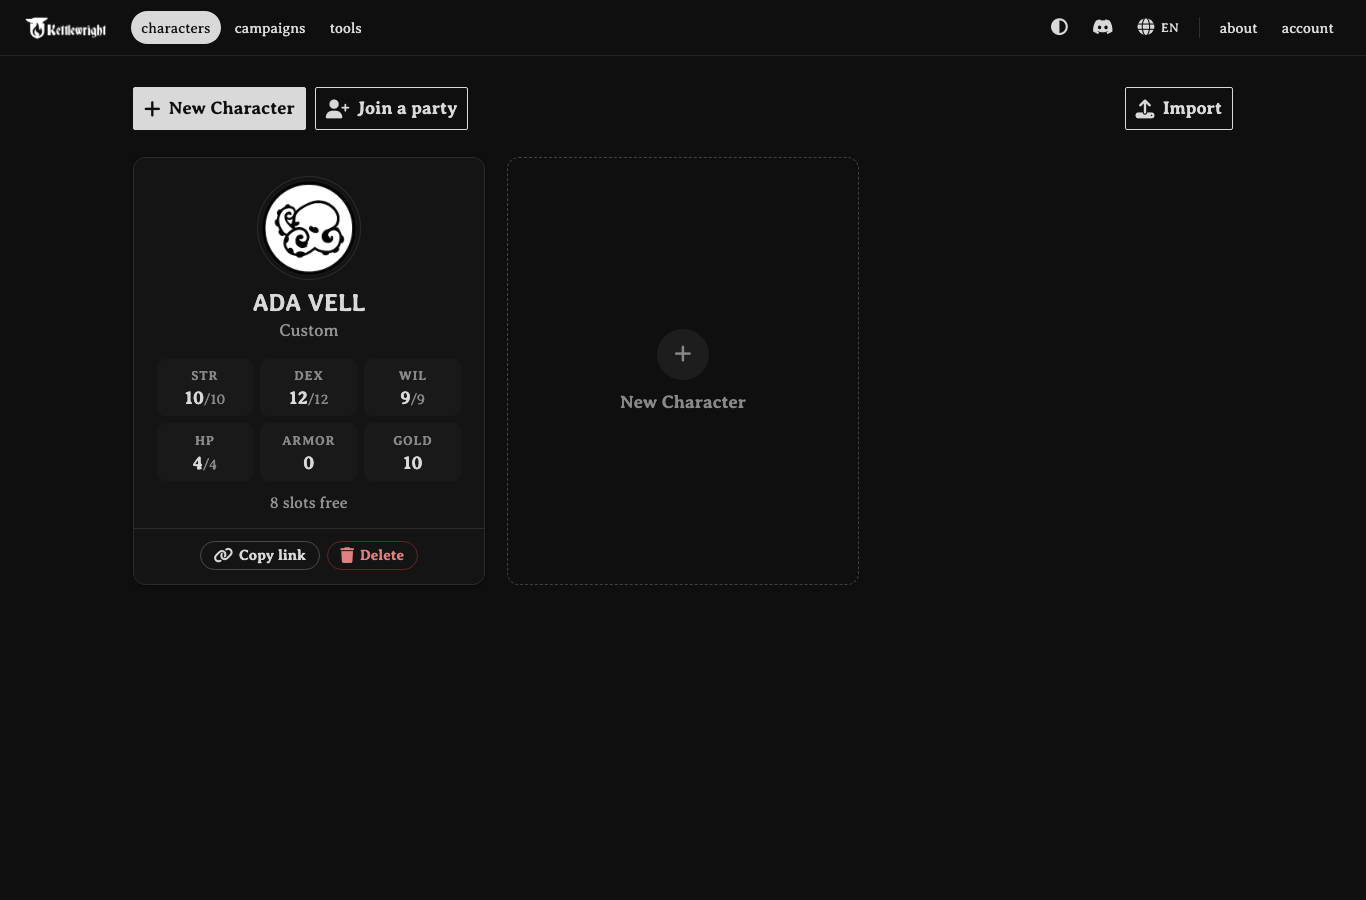 Kettlewright
characters
campaigns
tools
EN
about
account
New Character
Join a party
Import
ADA VELL
Custom
STR
DEX
WIL
10/10
12/12
9/9
HP
ARMOR
GOLD
4/4
0
10
8 slots free
Copy link
Delete
New Character